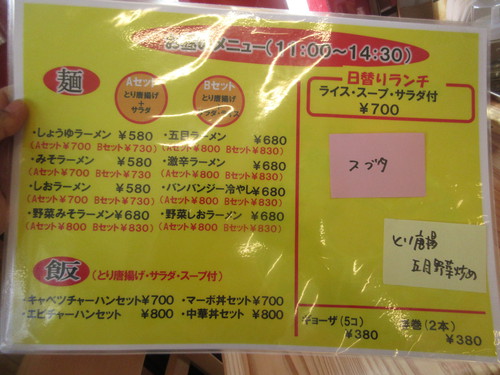 お昼のメニュー(11:00〜14:30)
麺
Aセット
とり唐揚げ
+
サラダ
Bセット
とり唐揚げ
+
サラダ・ライス
・しょうゆラーメン ¥580
(Aセット¥700 Bセット¥730)
・みそラーメン ¥580
(Aセット¥700 Bセット¥730)
・しおラーメン ¥580
(Aセット¥700 Bセット¥730)
・野菜みそラーメン¥680
(Aセット¥800 Bセット¥830)
・五目ラーメン ¥680
(Aセット¥800 Bセット¥830)
・激辛ラーメン ¥680
(Aセット¥800 Bセット¥830)
・バンバンジー冷やし¥680
(Aセット¥800 Bセット¥830)
・野菜しおラーメン¥680
(Aセット¥800 Bセット¥830)
飯 (とり唐揚げ・サラダ・スープ付)
・キャベツチャーハンセット¥700
・エビチャーハンセット ¥800
・マーボ丼セット¥700
・中華丼セット ¥800
日替りランチ
ライス・スープ・サラダ付
¥700
スブタ
とり唐揚
五目野菜炒め
ギョーザ(5コ)
¥380
春巻(2本)
¥380